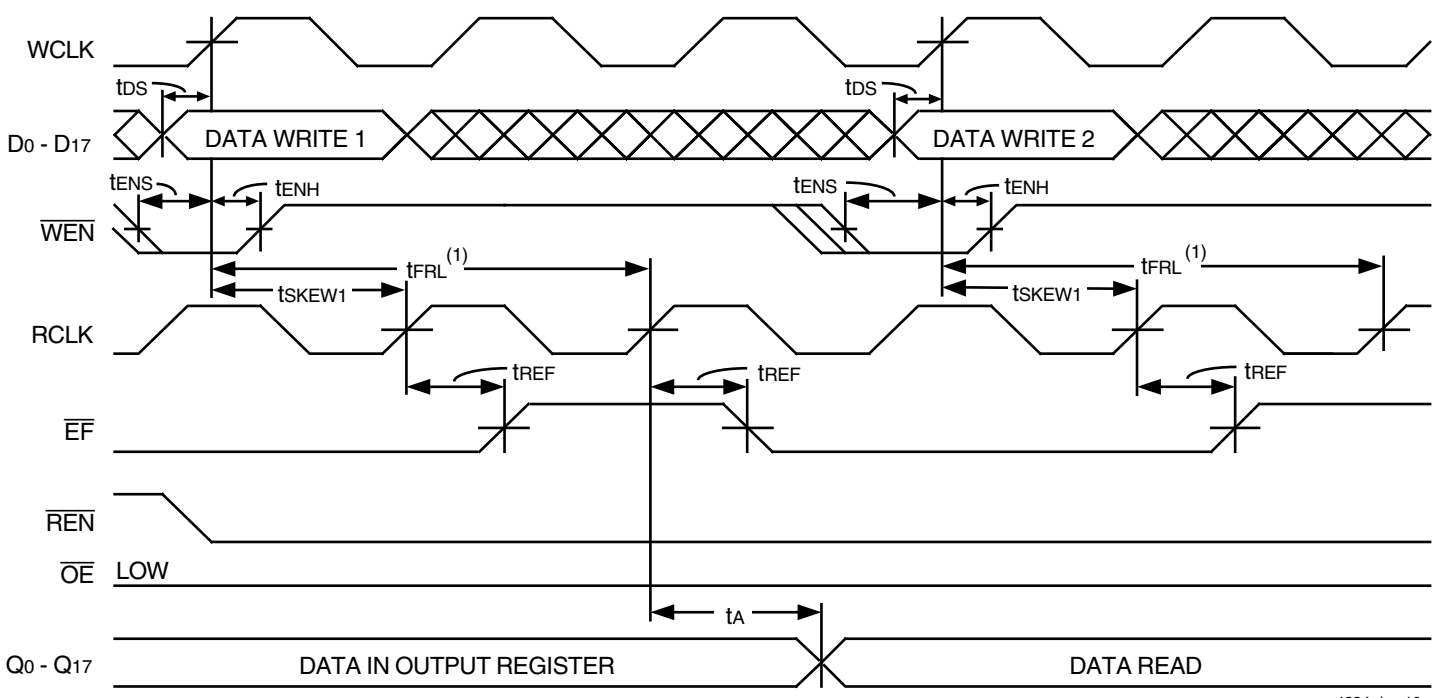 WCLK
tDS
tDS
D0 - D17
DATA WRITE 1
DATA WRITE 2
tENS
tENH
tENS
tENH
WEN
tFRL (1)
tFRL (1)
tSKEW1
tSKEW1
RCLK
tREF
tREF
tREF
EF
REN
OE
LOW
tA
Q0 - Q17
DATA IN OUTPUT REGISTER
DATA READ